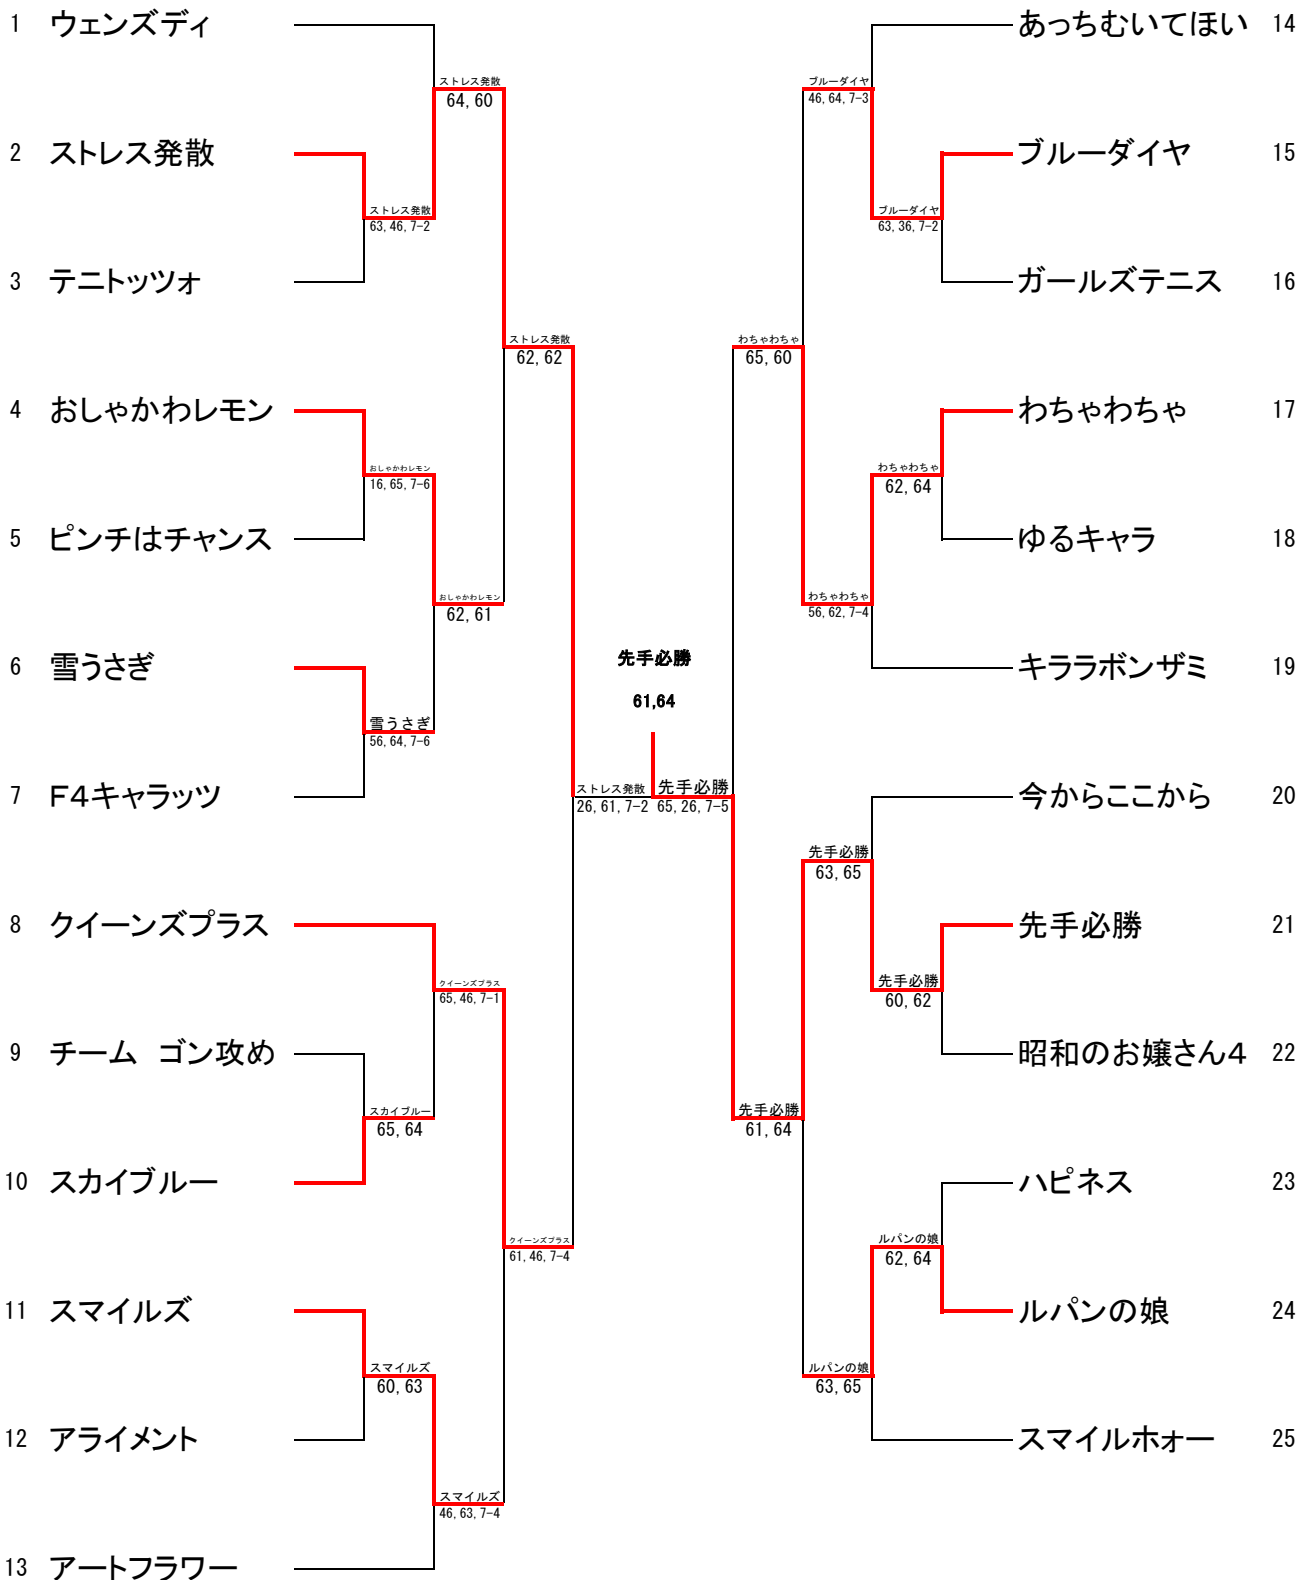 1 ウェンズディ
ストレス発散
64, 60
2 ストレス発散
ストレス発散
63, 46, 7-2
3 テニトッツォ
ストレス発散
62, 62
4 おしゃかわレモン
おしゃかわレモン
16, 65, 7-6
5 ピンチはチャンス
おしゃかわレモン
62, 61
6 雪うさぎ
雪うさぎ
56, 64, 7-6
7 F4キャラッツ
ストレス発散
26, 61, 7-2
8 クイーンズプラス
クイーンズプラス
65, 46, 7-1
9 チーム ゴン攻め
スカイブルー
65, 64
10 スカイブルー
クイーンズプラス
61, 46, 7-4
11 スマイルズ
スマイルズ
60, 63
12 アライメント
スマイルズ
46, 63, 7-4
13 アートフラワー
先手必勝
61,64
先手必勝
65, 26, 7-5
あっちむいてほい 14
ブルーダイヤ
46, 64, 7-3
ブルーダイヤ 15
ブルーダイヤ
63, 36, 7-2
ガールズテニス 16
わちゃわちゃ
65, 60
わちゃわちゃ 17
わちゃわちゃ
62, 64
ゆるキャラ 18
わちゃわちゃ
56, 62, 7-4
キララボンザミ 19
今からここから 20
先手必勝
63, 65
先手必勝 21
先手必勝
60, 62
昭和のお嬢さん4 22
先手必勝
61, 64
ハピネス 23
ルパンの娘
62, 64
ルパンの娘 24
ルパンの娘
63, 65
スマイルホォー 25